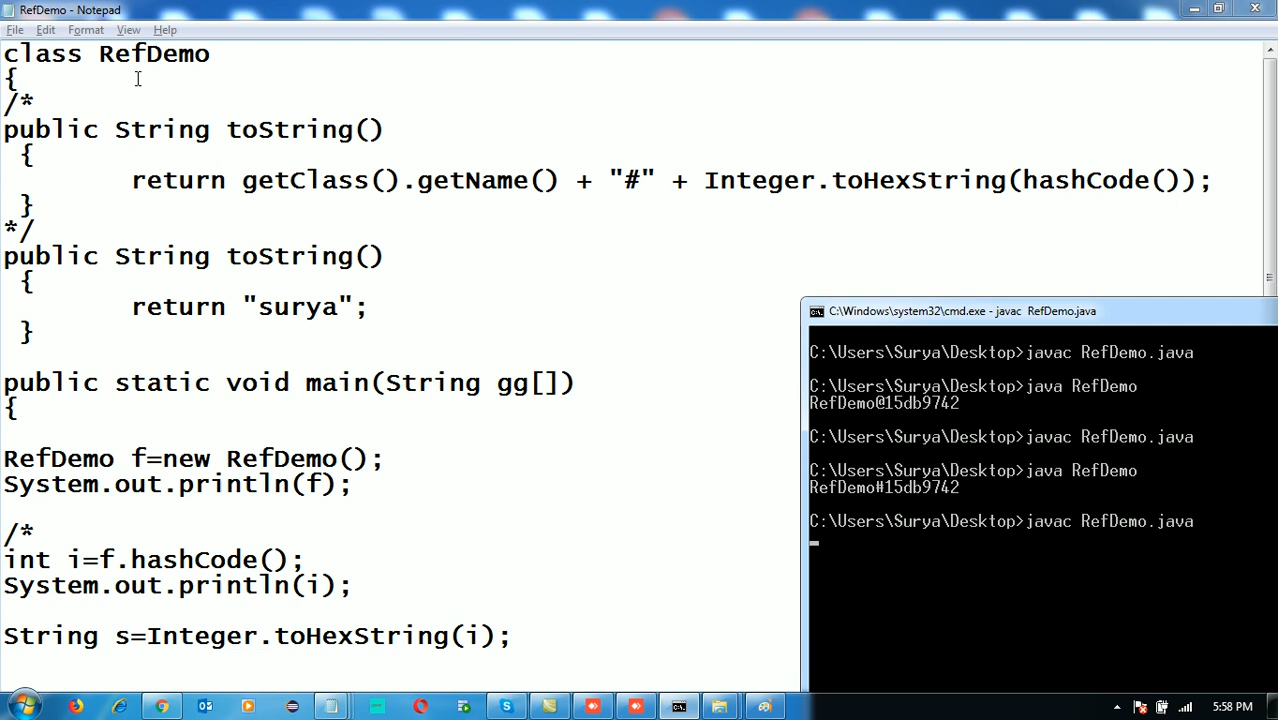 RefDemo - Notepad
File Edit Format View Help
class RefDemo
{
/*
public String toString()
{
return getClass().getName() + "#" + Integer.toHexString(hashCode());
}
*/
public String toString()
{
return "surya";
}
public static void main(String gg[])
{
RefDemo f=new RefDemo();
System.out.println(f);
/*
int i=f.hashCode();
System.out.println(i);
String s=Integer.toHexString(i);
C:\Windows\system32\cmd.exe - javac RefDemo.java
C:\Users\Surya\Desktop>javac RefDemo.java
C:\Users\Surya\Desktop>java RefDemo
RefDemo@15db9742
C:\Users\Surya\Desktop>javac RefDemo.java
C:\Users\Surya\Desktop>java RefDemo
RefDemo#15db9742
C:\Users\Surya\Desktop>javac RefDemo.java
5:58 PM